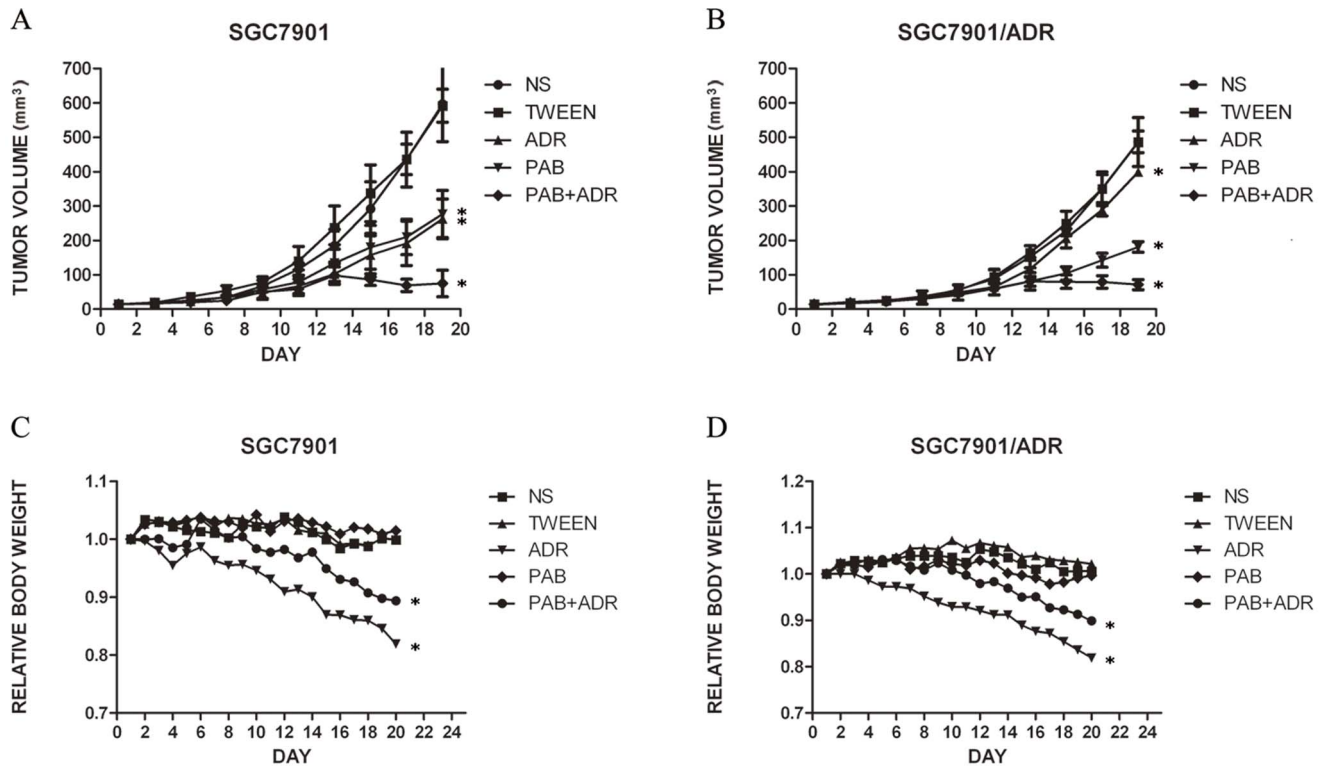 A
SGC7901
TUMOR VOLUME (mm³)
700
600
500
400
300
200
100
0
0 2 4 6 8 10 12 14 16 18 20
DAY
NS
TWEEN
ADR
PAB
PAB+ADR
*
*
*
B
SGC7901/ADR
TUMOR VOLUME (mm³)
700
600
500
400
300
200
100
0
0 2 4 6 8 10 12 14 16 18 20
DAY
NS
TWEEN
ADR
PAB
PAB+ADR
*
*
*
C
SGC7901
RELATIVE BODY WEIGHT
1.1
1.0
0.9
0.8
0.7
0 2 4 6 8 10 12 14 16 18 20 22 24
DAY
NS
TWEEN
ADR
PAB
PAB+ADR
*
*
D
SGC7901/ADR
RELATIVE BODY WEIGHT
1.2
1.1
1.0
0.9
0.8
0.7
0 2 4 6 8 10 12 14 16 18 20 22 24
DAY
NS
TWEEN
ADR
PAB
PAB+ADR
*
*